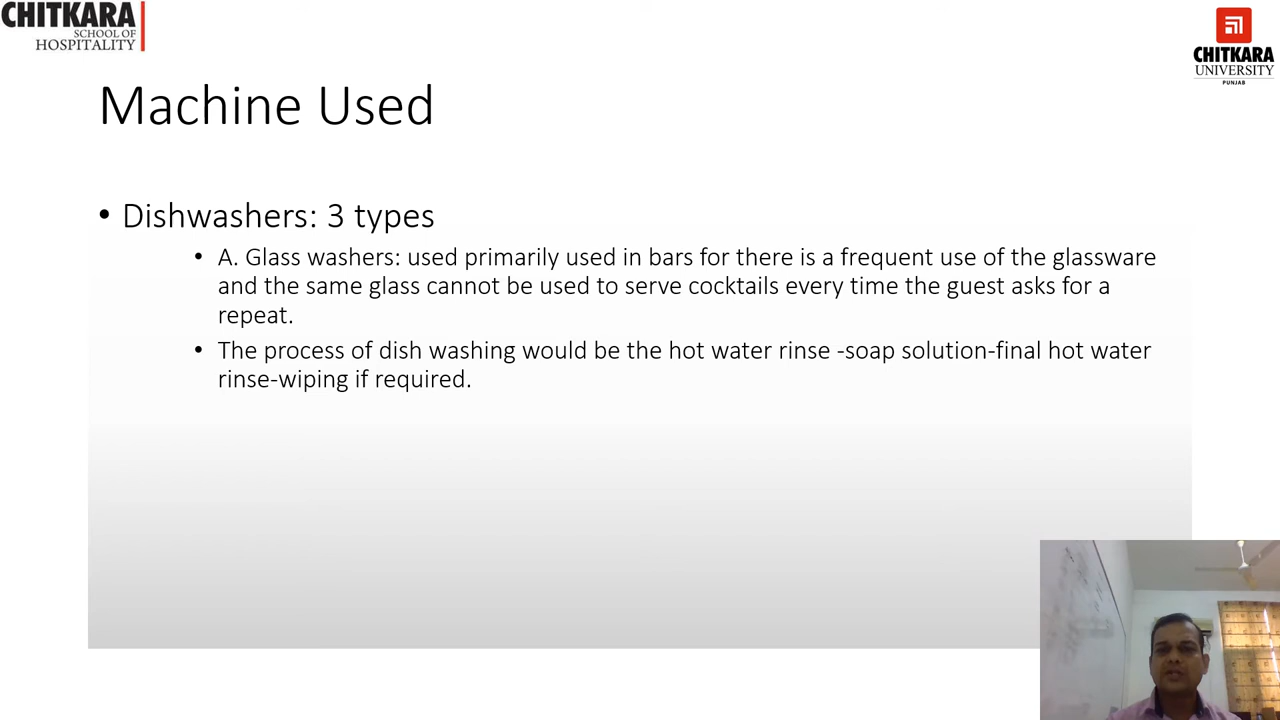 CHITKARA
SCHOOL OF
HOSPITALITY
CHITKARA
UNIVERSITY
PUNJAB
Machine Used
• Dishwashers: 3 types
• A. Glass washers: used primarily used in bars for there is a frequent use of the glassware
and the same glass cannot be used to serve cocktails every time the guest asks for a
repeat.
• The process of dish washing would be the hot water rinse -soap solution-final hot water
rinse-wiping if required.